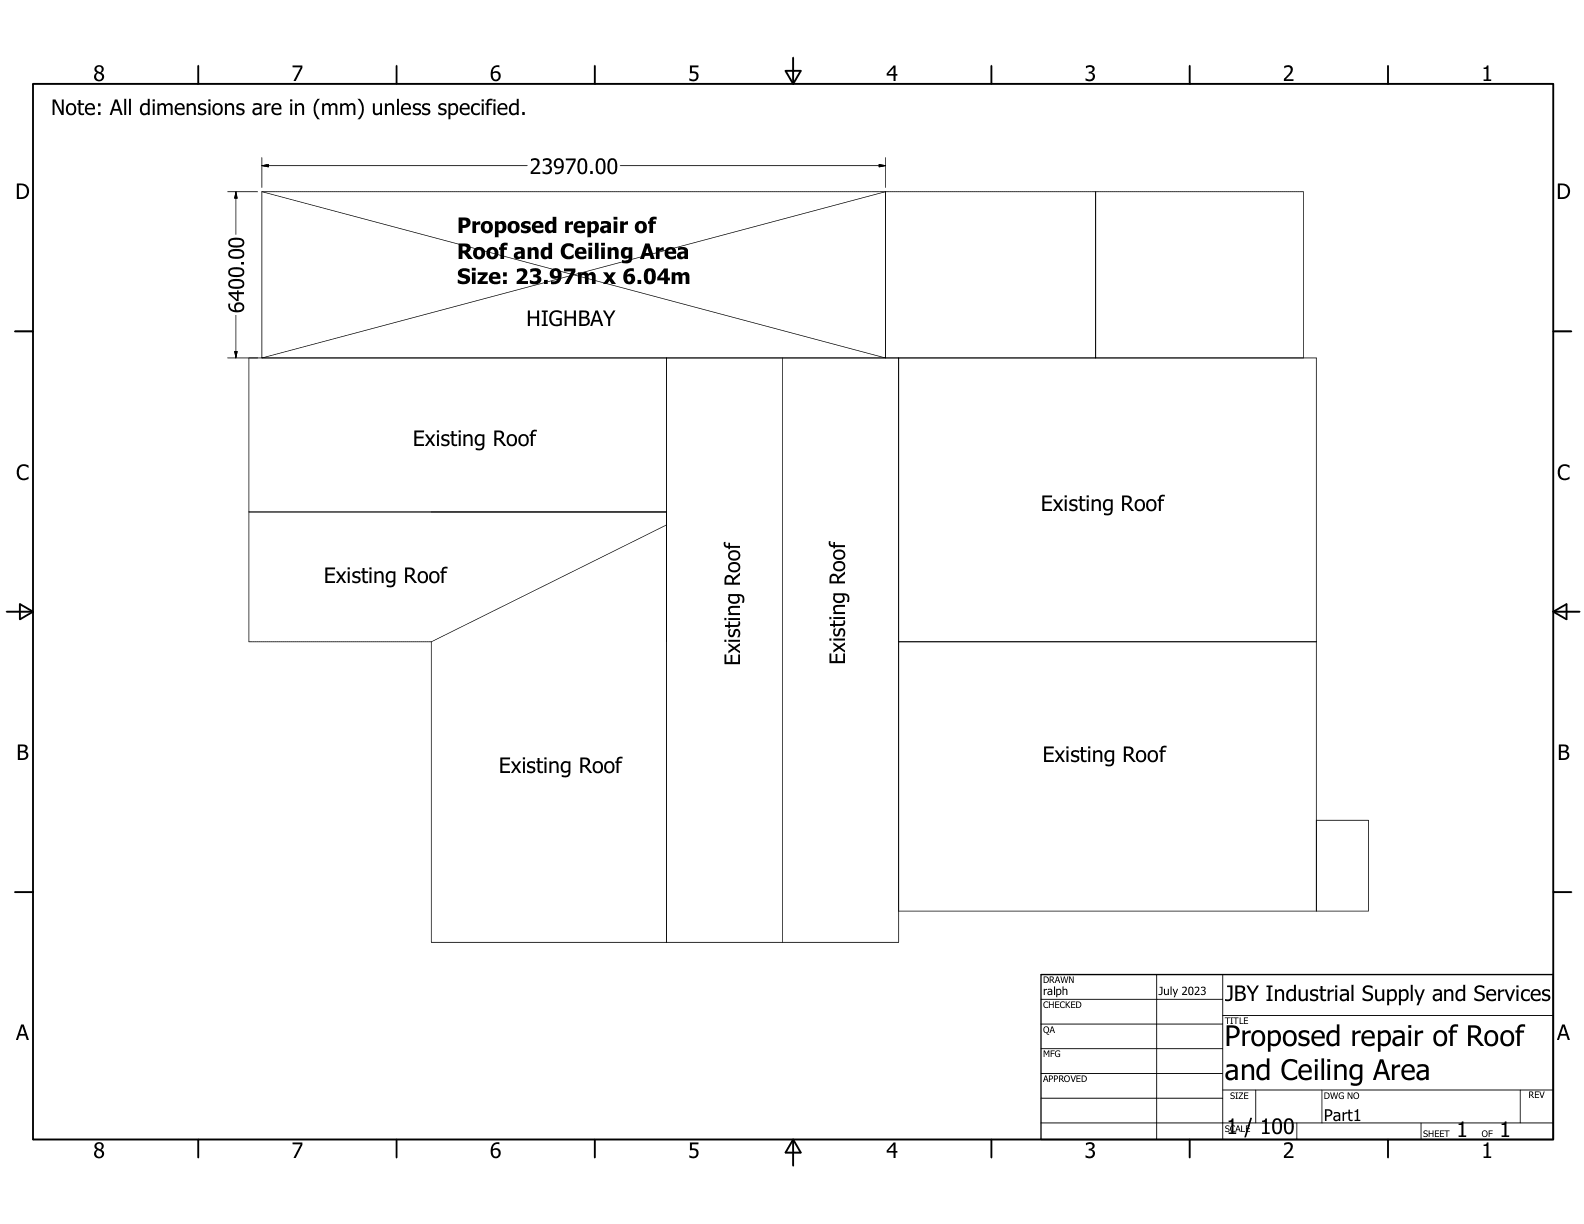 8 7 6 5 4 3 2 1
Note: All dimensions are in (mm) unless specified.
23970.00
D
D
6400.00
Proposed repair of
Roof and Ceiling Area
Size: 23.97m x 6.04m
HIGHBAY
Existing Roof
C
C
Existing Roof
Existing Roof
Existing Roof
Existing Roof
B
B
Existing Roof
Existing Roof
A
A
DRAWN
ralph
July 2023
JBY Industrial Supply and Services
CHECKED
TITLE
Proposed repair of Roof
and Ceiling Area
QA
MFG
APPROVED
SIZE
DWG NO
REV
Part1
SCALE
1 / 100
SHEET 1 OF 1
8 7 6 5 4 3 2 1